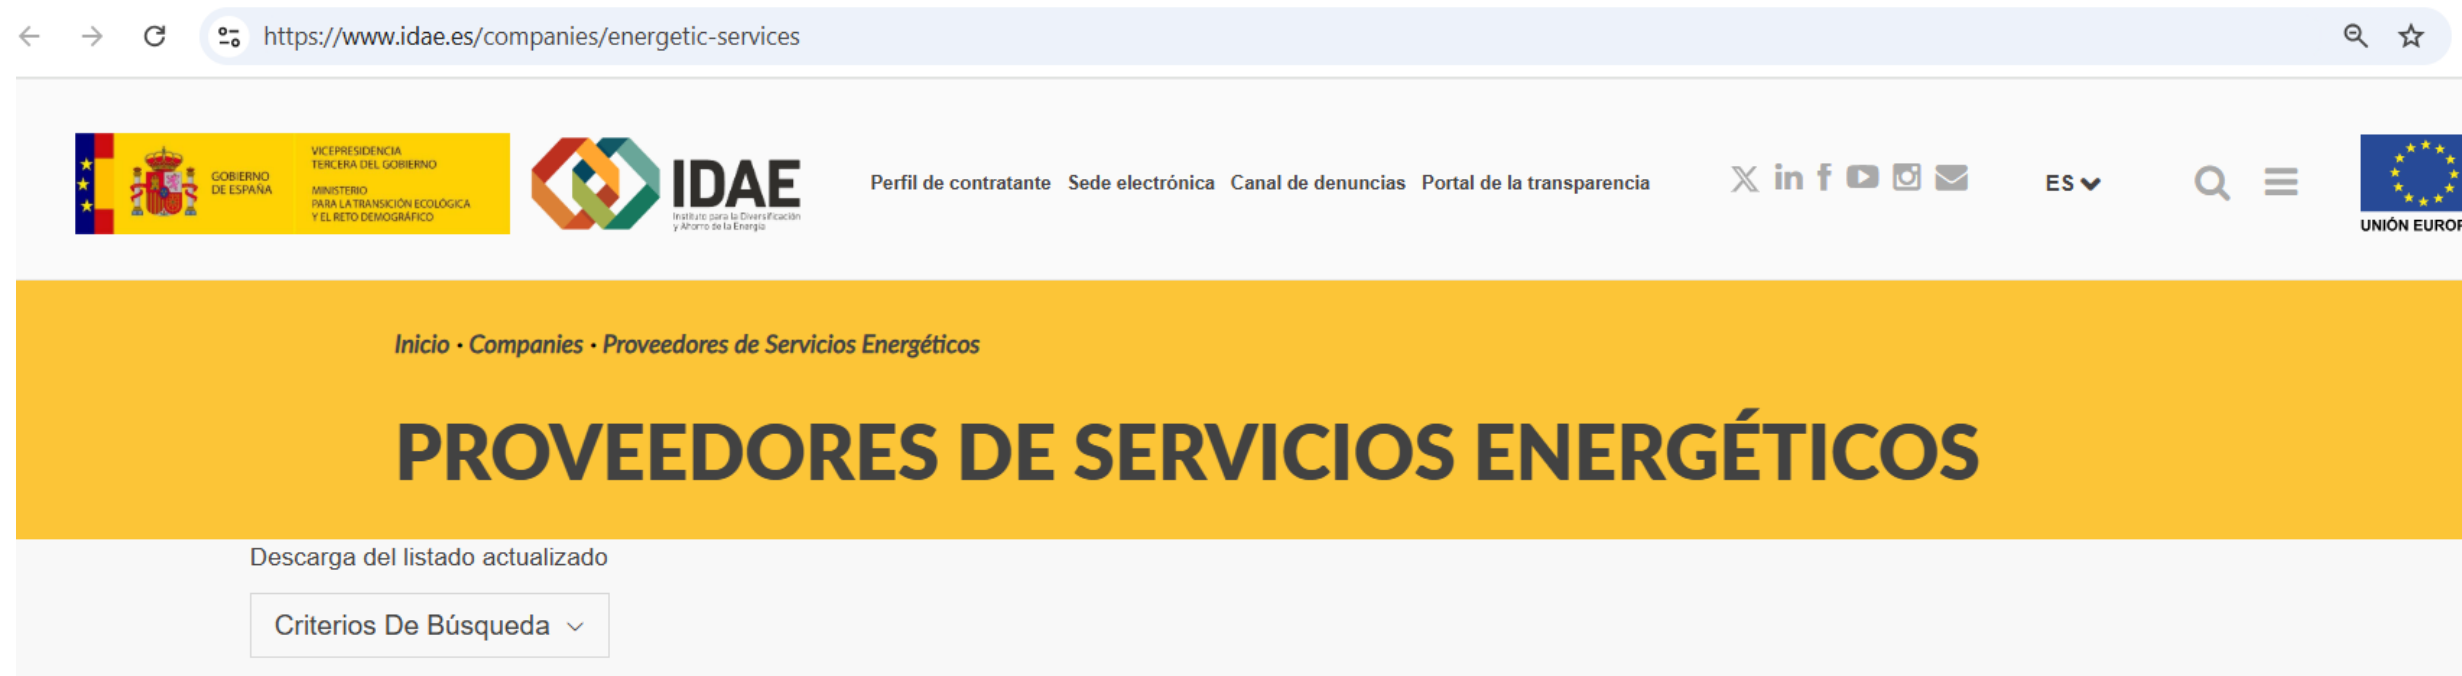 https://www.idae.es/companies/energetic-services
GOBIERNO
DE ESPAÑA
VICEPRESIDENCIA
TERCERA DEL GOBIERNO
MINISTERIO
PARA LA TRANSICIÓN ECOLÓGICA
Y EL RETO DEMOGRÁFICO
IDAE
Instituto para la Diversificación
y Ahorro de la Energía
Perfil de contratante Sede electrónica Canal de denuncias Portal de la transparencia
ES
UNIÓN EUROP
Inicio · Companies · Proveedores de Servicios Energéticos
PROVEEDORES DE SERVICIOS ENERGÉTICOS
Descarga del listado actualizado
Criterios De Búsqueda